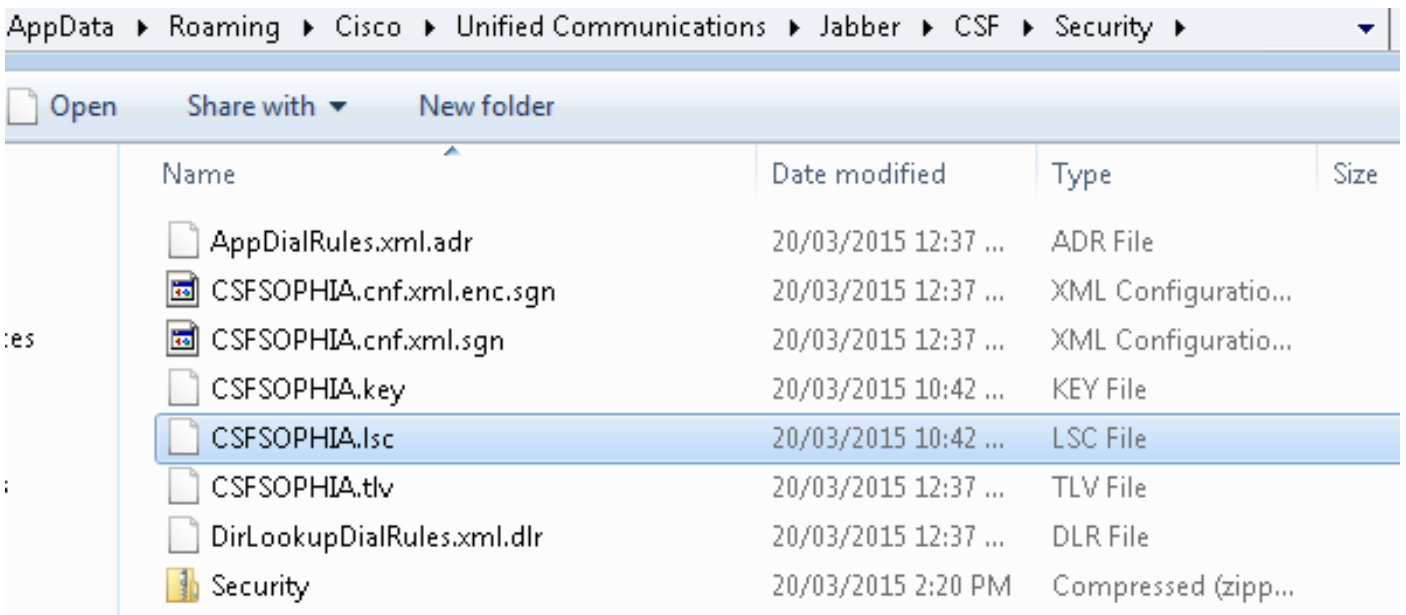 AppData ▸ Roaming ▸ Cisco ▸ Unified Communications ▸ Jabber ▸ CSF ▸ Security ▸
Open Share with New folder
Name Date modified Type Size
AppDialRules.xml.adr 20/03/2015 12:37 ... ADR File
CSFSOPHIA.cnf.xml.enc.sgn 20/03/2015 12:37 ... XML Configuratio...
:es CSFSOPHIA.cnf.xml.sgn 20/03/2015 12:37 ... XML Configuratio...
CSFSOPHIA.key 20/03/2015 10:42 ... KEY File
CSFSOPHIA.lsc 20/03/2015 10:42 ... LSC File
CSFSOPHIA.tlv 20/03/2015 12:37 ... TLV File
DirLookupDialRules.xml.dlr 20/03/2015 12:37 ... DLR File
Security 20/03/2015 2:20 PM Compressed (zipp...